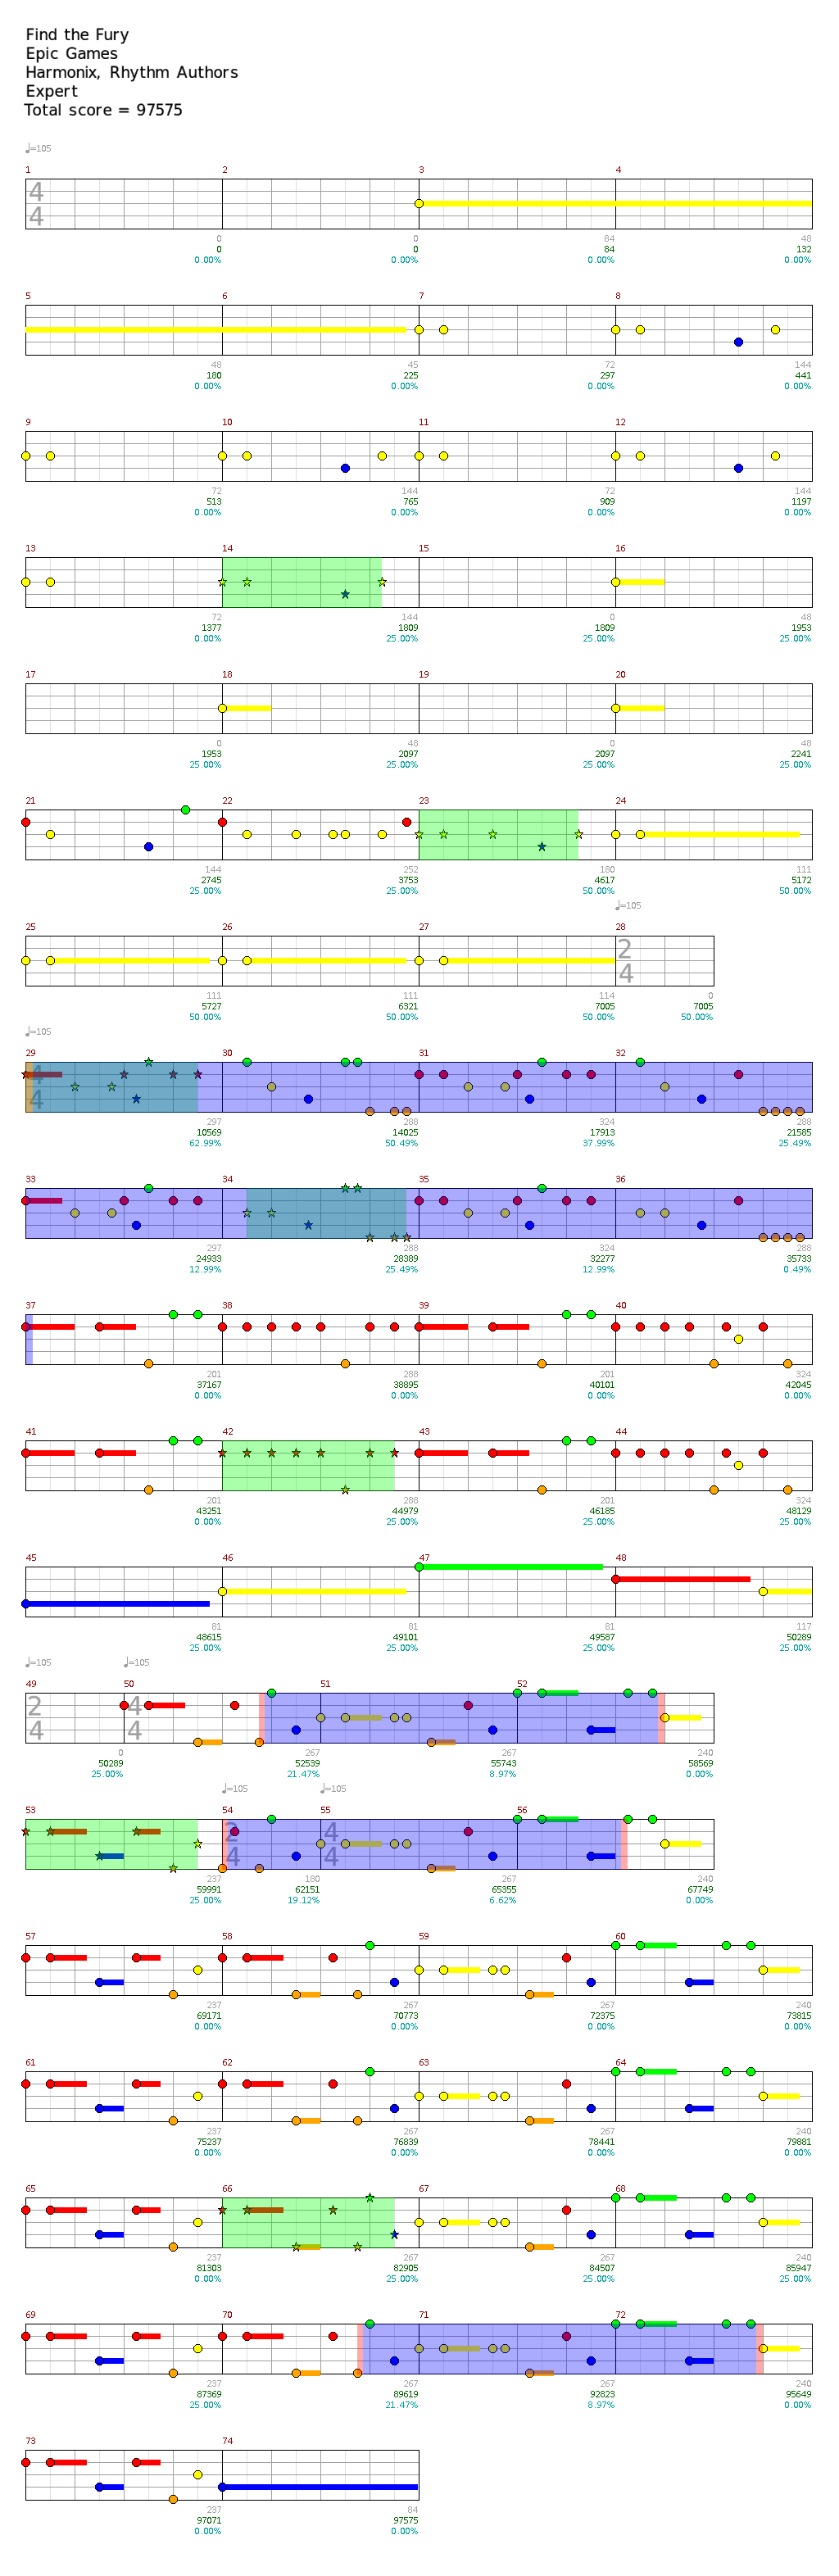 Find the Fury
Epic Games
Harmonix, Rhythm Authors
Expert
Total score = 97575
♩=105
1 2 3 4
4
4
0 0 84 48
0 0 84 132
0.00% 0.00% 0.00% 0.00%
5 6 7 8
48 45 72 144
180 225 297 441
0.00% 0.00% 0.00% 0.00%
9 10 11 12
72 144 72 144
513 765 909 1197
0.00% 0.00% 0.00% 0.00%
13 14 15 16
72 144 0 48
1377 1809 1809 1953
0.00% 25.00% 25.00% 25.00%
17 18 19 20
0 48 0 48
1953 2097 2097 2241
25.00% 25.00% 25.00% 25.00%
21 22 23 24
144 252 180 111
2745 3753 4617 5172
25.00% 25.00% 50.00% 50.00%
♩=105
25 26 27 28
2
4
111 111 114 0
5727 6321 7005 7005
50.00% 50.00% 50.00% 50.00%
♩=105
29 30 31 32
4
4
297 288 324 288
10569 14025 17913 21585
62.99% 50.49% 37.99% 25.49%
33 34 35 36
297 288 324 288
24933 28389 32277 35733
12.99% 25.49% 12.99% 0.49%
37 38 39 40
201 288 201 324
37167 38895 40101 42045
0.00% 0.00% 0.00% 0.00%
41 42 43 44
201 288 201 324
43251 44979 46185 48129
0.00% 25.00% 25.00% 25.00%
45 46 47 48
81 81 81 117
48615 49101 49587 50289
25.00% 25.00% 25.00% 25.00%
♩=105 ♩=105
49 50 51 52
2 4
4 4
0 267 267 240
50289 52539 55743 58569
25.00% 21.47% 8.97% 0.00%
♩=105 ♩=105
53 54 55 56
2 4
4 4
237 180 267 240
59991 62151 65355 67749
25.00% 19.12% 6.62% 0.00%
57 58 59 60
237 267 267 240
69171 70773 72375 73815
0.00% 0.00% 0.00% 0.00%
61 62 63 64
237 267 267 240
75237 76839 78441 79881
0.00% 0.00% 0.00% 0.00%
65 66 67 68
237 267 267 240
81303 82905 84507 85947
0.00% 25.00% 25.00% 25.00%
69 70 71 72
237 267 267 240
87369 89619 92823 95649
25.00% 21.47% 8.97% 0.00%
73 74
237 84
97071 97575
0.00% 0.00%